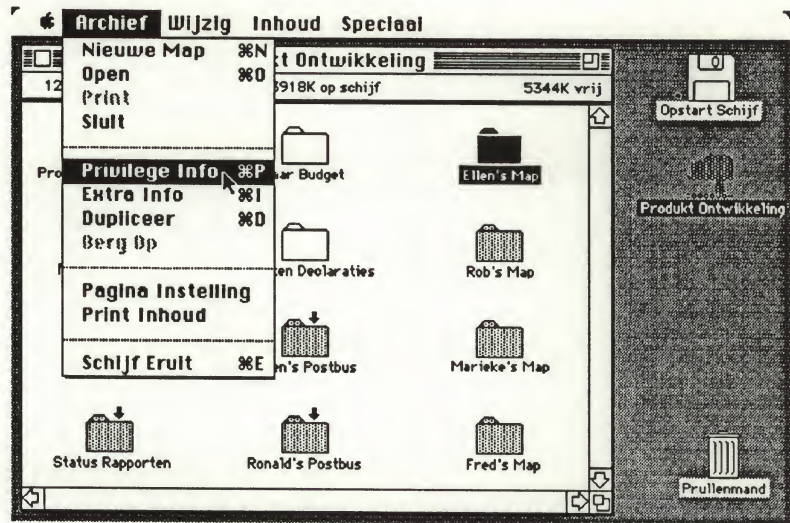 Archief Wijzig Inhoud Speciaal
Nieuwe Map ⌘N
Open ⌘O
Print
Sluit
Privilege Info ⌘P
Extra Info ⌘I
Dupliceer ⌘D
Berg Op
Pagina Instelling
Print Inhoud
Schijf Eruit ⌘E
kt Ontwikkeling
12
3918K op schijf
5344K vrij
Pro
aar Budget
Ellen's Map
en Declaraties
Rob's Map
en's Postbus
Marieke's Map
Status Rapporten
Ronald's Postbus
Fred's Map
Opstart Schijf
Produkt Ontwikkeling
Prullenmand